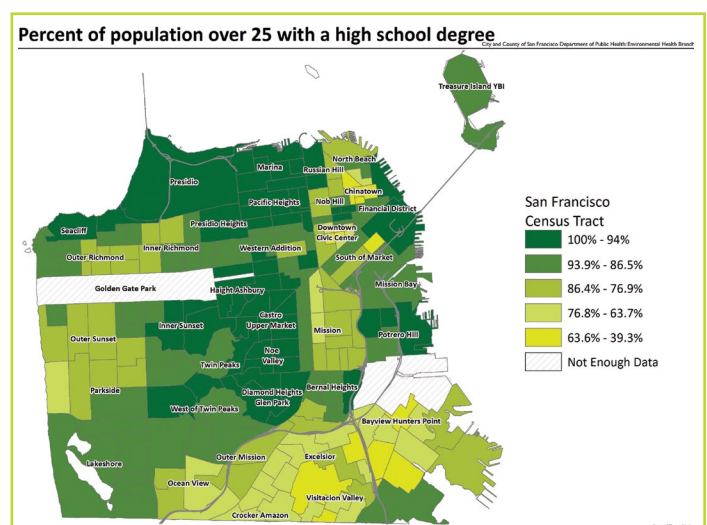 Percent of population over 25 with a high school degree
City and County of San Francisco Department of Public Health: Environmental Health Branch
Treasure Island YBI
North Beach
Marina
Russian Hill
Presidio
Chinatown
Pacific Heights
Nob Hill
Financial District
Seacliff
Presidio Heights
Downtown
Civic Center
Inner Richmond
Western Addition
Outer Richmond
South of Market
Mission Bay
Golden Gate Park
Haight Ashbury
Castro
Upper Market
Inner Sunset
Mission
Potrero Hill
Outer Sunset
Noe
Valley
Twin Peaks
Parkside
Bernal Heights
Diamond Heights
Glen Park
West of Twin Peaks
Bayview Hunters Point
Outer Mission
Excelsior
Lakeshore
Ocean View
Visitacion Valley
Crocker Amazon
San Francisco
Census Tract
100% - 94%
93.9% - 86.5%
86.4% - 76.9%
76.8% - 63.7%
63.6% - 39.3%
Not Enough Data